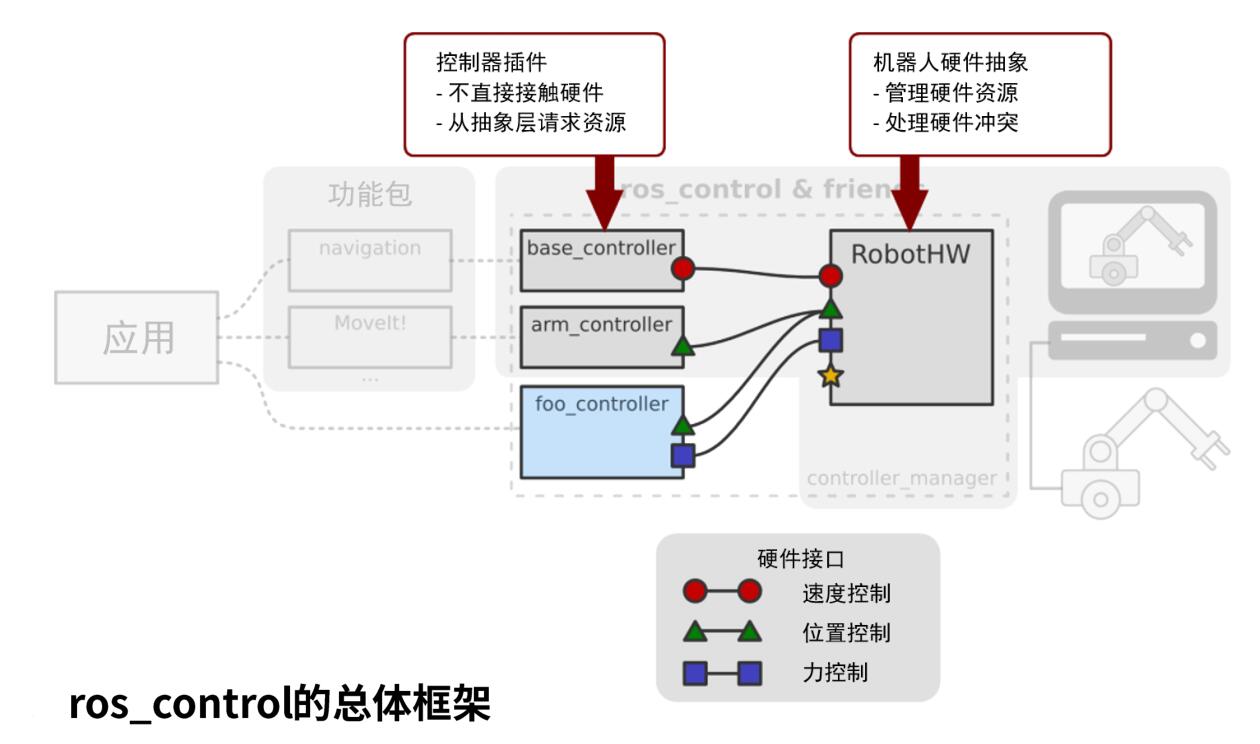 控制器插件
- 不直接接触硬件
- 从抽象层请求资源
机器人硬件抽象
- 管理硬件资源
- 处理硬件冲突
功能包
ros_control & friends
navigation
base_controller
RobotHW
应用
MoveIt!
arm_controller
...
foo_controller
controller_manager
硬件接口
速度控制
位置控制
力控制
ros_control的总体框架